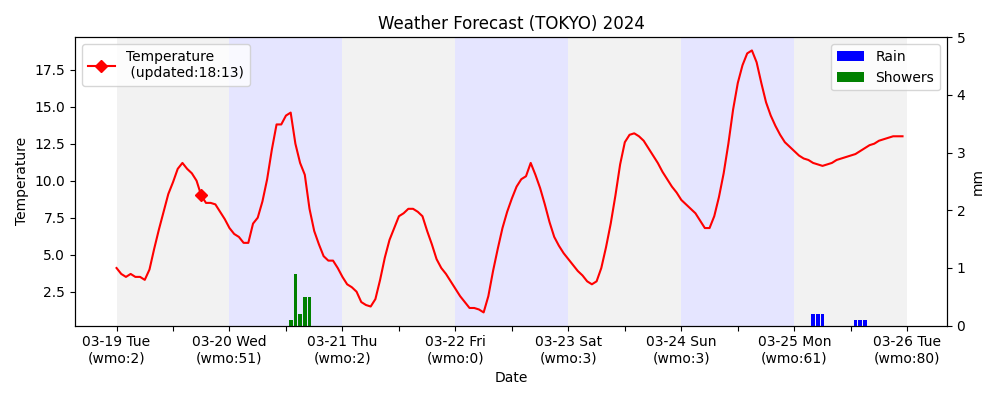 Weather Forecast (TOKYO) 2024
Temperature
(updated:18:13)
Rain
Showers
Temperature
17.5
15.0
12.5
10.0
7.5
5.0
2.5
5
4
3
2
1
0
mm
03-19 Tue
(wmo:2)
03-20 Wed
(wmo:51)
03-21 Thu
(wmo:2)
03-22 Fri
(wmo:0)
03-23 Sat
(wmo:3)
03-24 Sun
(wmo:3)
03-25 Mon
(wmo:61)
03-26 Tue
(wmo:80)
Date